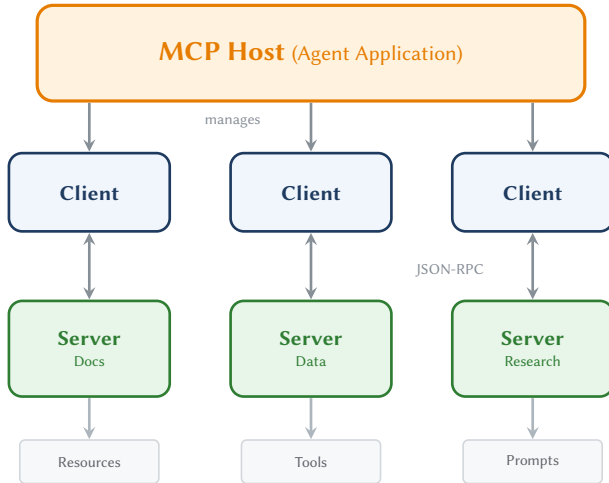 MCP Host (Agent Application)
manages
Client
Client
Client
JSON-RPC
Server
Docs
Server
Data
Server
Research
Resources
Tools
Prompts